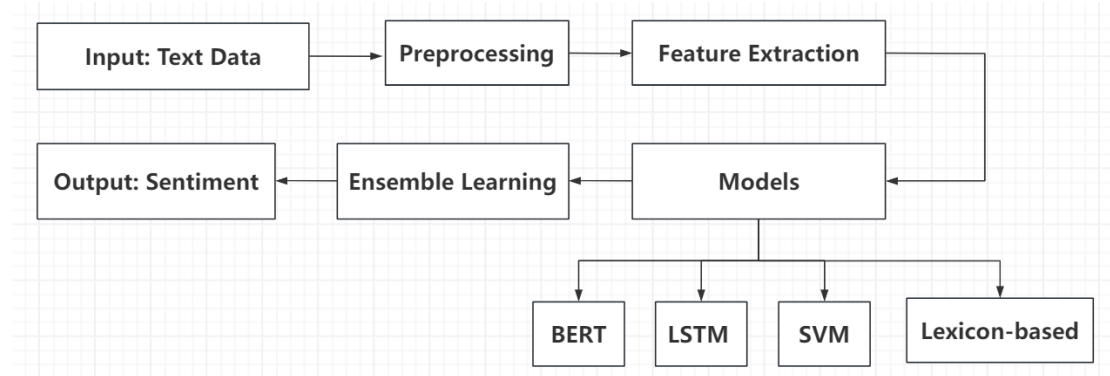 Input: Text Data
Preprocessing
Feature Extraction
Output: Sentiment
Ensemble Learning
Models
BERT
LSTM
SVM
Lexicon-based